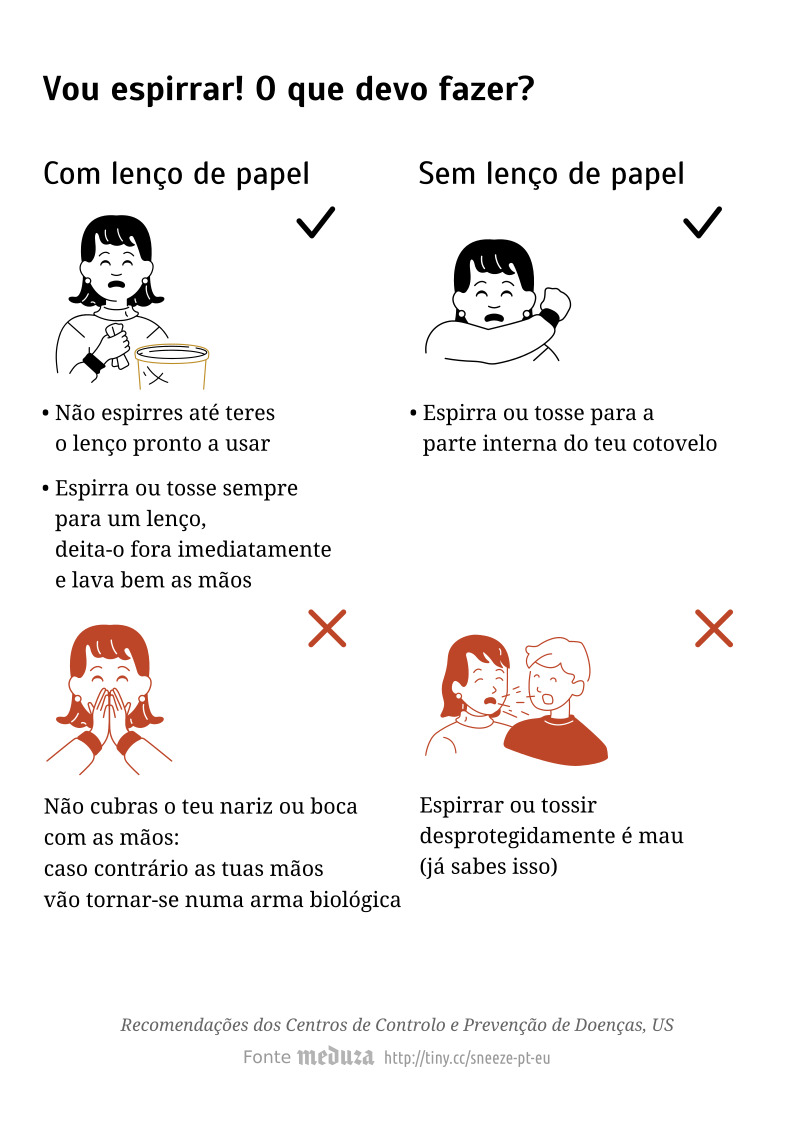 Vou espirrar! O que devo fazer?
Com lenço de papel
• Não espirres até teres
o lenço pronto a usar
• Espirra ou tosse sempre
para um lenço,
deita-o fora imediatamente
e lava bem as mãos
Sem lenço de papel
• Espirra ou tosse para a
parte interna do teu cotovelo
Não cubras o teu nariz ou boca
com as mãos:
caso contrário as tuas mãos
vão tornar-se numa arma biológica
Espirrar ou tossir
desprotegidamente é mau
(já sabes isso)
Recomendações dos Centros de Controlo e Prevenção de Doenças, US
Fonte meduza http://tiny.cc/sneeze-pt-eu